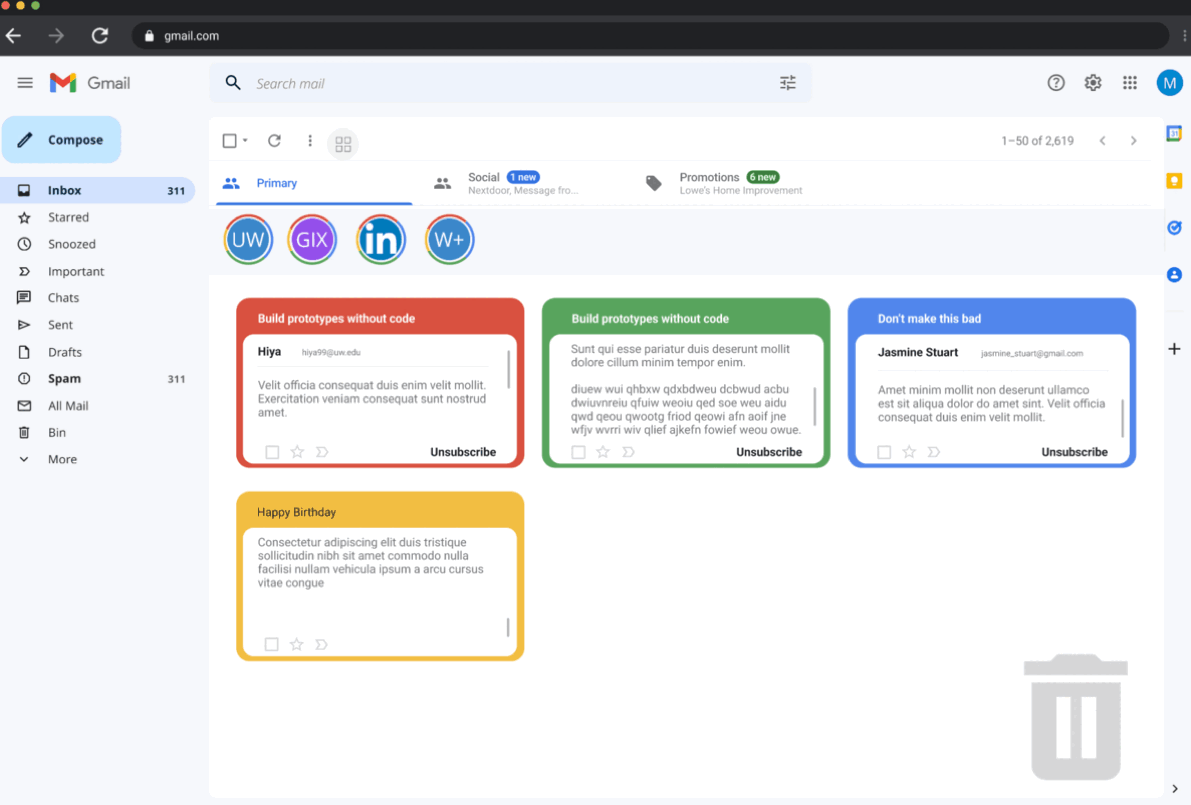 gmail.com
Gmail
Search mail
M
Compose
1–50 of 2,619
31
Inbox 311
Starred
Snoozed
Important
Chats
Sent
Drafts
Spam 311
All Mail
Bin
More
Primary
Social 1 new
Nextdoor, Message fro...
Promotions 6 new
Lowe's Home Improvement
UW
GIX
in
W+
Build prototypes without code
Hiya hiya99@uw.edu
Velit officia consequat duis enim velit mollit.
Exercitation veniam consequat sunt nostrud
amet.
Unsubscribe
Build prototypes without code
Sunt qui esse pariatur duis deserunt mollit
dolore cillum minim tempor enim.
diuew wui qhbxw qdxbdweu dcbwud acbu
dwiuvnreiu qfuiw weoiu qed soe weu aidu
qwd qeou qwootg friod qeowi afn aoif jne
wfjv wvrri wiv qlief ajkefn fowief weou owue.
Unsubscribe
Don't make this bad
Jasmine Stuart jasmine_stuart@gmail.com
Amet minim mollit non deserunt ullamco
est sit aliqua dolor do amet sint. Velit officia
consequat duis enim velit mollit.
Unsubscribe
Happy Birthday
Consectetur adipiscing elit duis tristique
sollicitudin nibh sit amet commodo nulla
facilisi nullam vehicula ipsum a arcu cursus
vitae congue